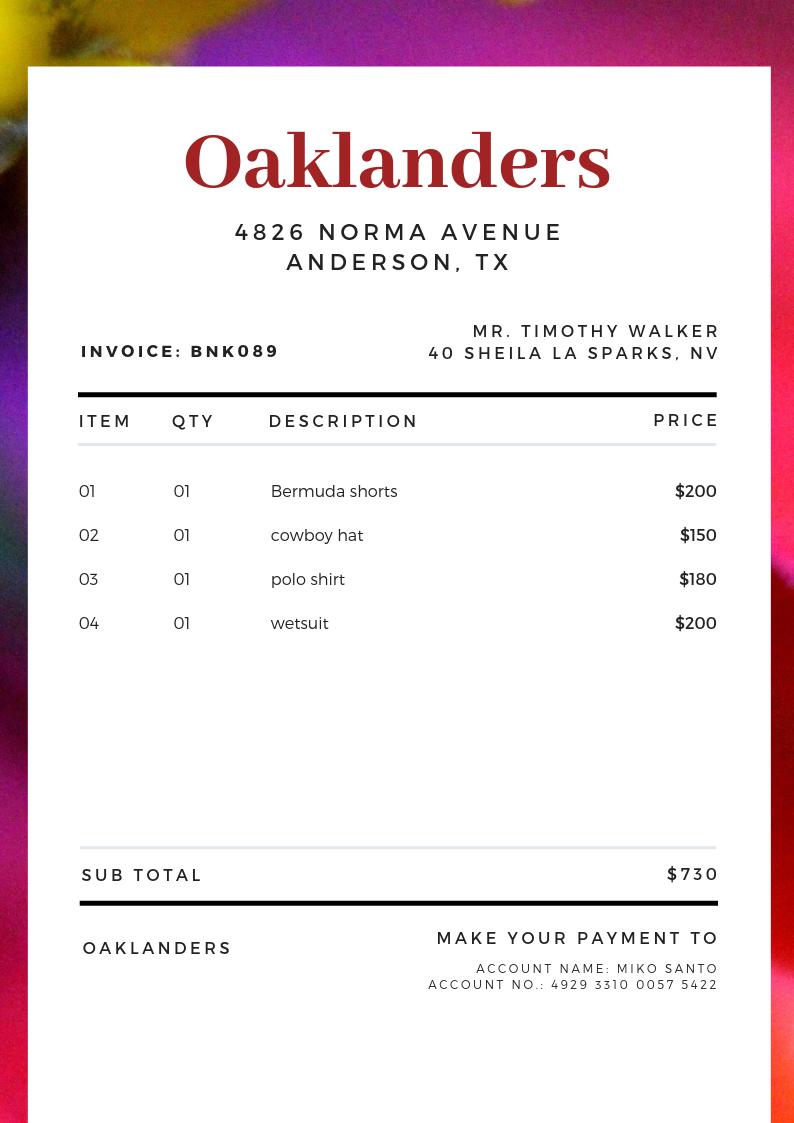 Oaklanders
4826 NORMA AVENUE
ANDERSON, TX
MR. TIMOTHY WALKER
INVOICE: BNK089
40 SHEILA LA SPARKS, NV
ITEM QTY DESCRIPTION PRICE
01 01 Bermuda shorts $200
02 01 cowboy hat $150
03 01 polo shirt $180
04 01 wetsuit $200
SUB TOTAL $730
OAKLANDERS
MAKE YOUR PAYMENT TO
ACCOUNT NAME: MIKO SANTO
ACCOUNT NO.: 4929 3310 0057 5422